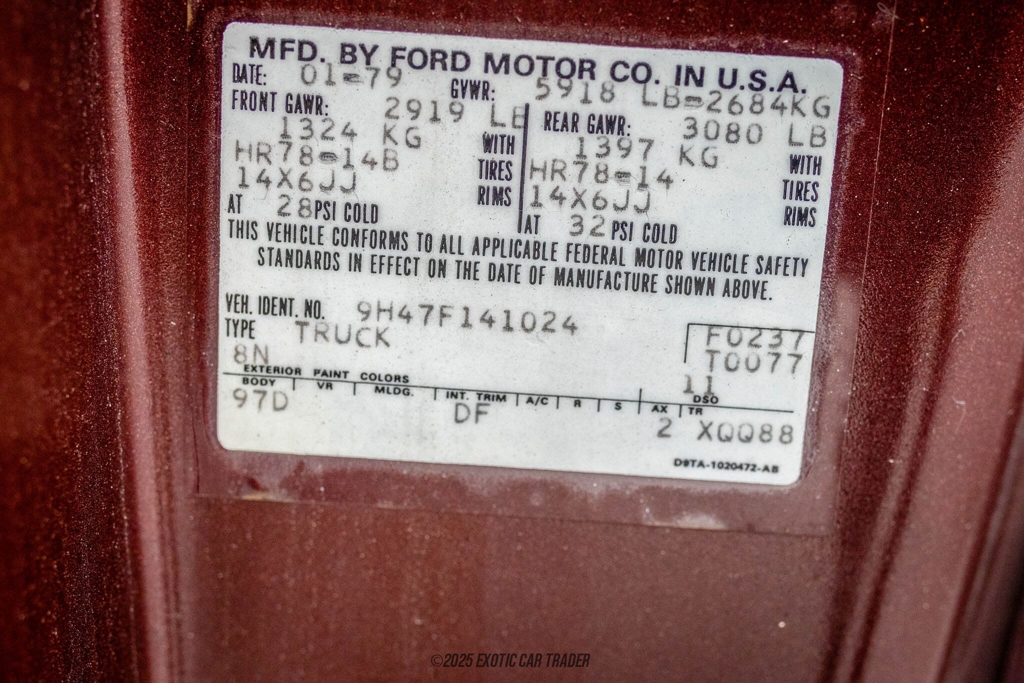 MFD. BY FORD MOTOR CO. IN U.S.A.
DATE: 01-79 GVWR: 5918 LB-2684KG
FRONT GAWR: 2919 LB REAR GAWR: 3080 LB
1324 KG WITH 1397 KG WITH
HR78-14B TIRES HR78-14 TIRES
14X6JJ RIMS 14X6JJ RIMS
AT 28PSI COLD AT 32PSI COLD
THIS VEHICLE CONFORMS TO ALL APPLICABLE FEDERAL MOTOR VEHICLE SAFETY
STANDARDS IN EFFECT ON THE DATE OF MANUFACTURE SHOWN ABOVE.
VEH. IDENT. NO. 9H47F141024
TYPE TRUCK F0237
T0077
8N 11
EXTERIOR PAINT COLORS DSO
BODY VR MLDG. INT. TRIM A/C R S AX TR
97D DF 2 XQQ88
D9TA-1020472-AB
©2025 EXOTIC CAR TRADER